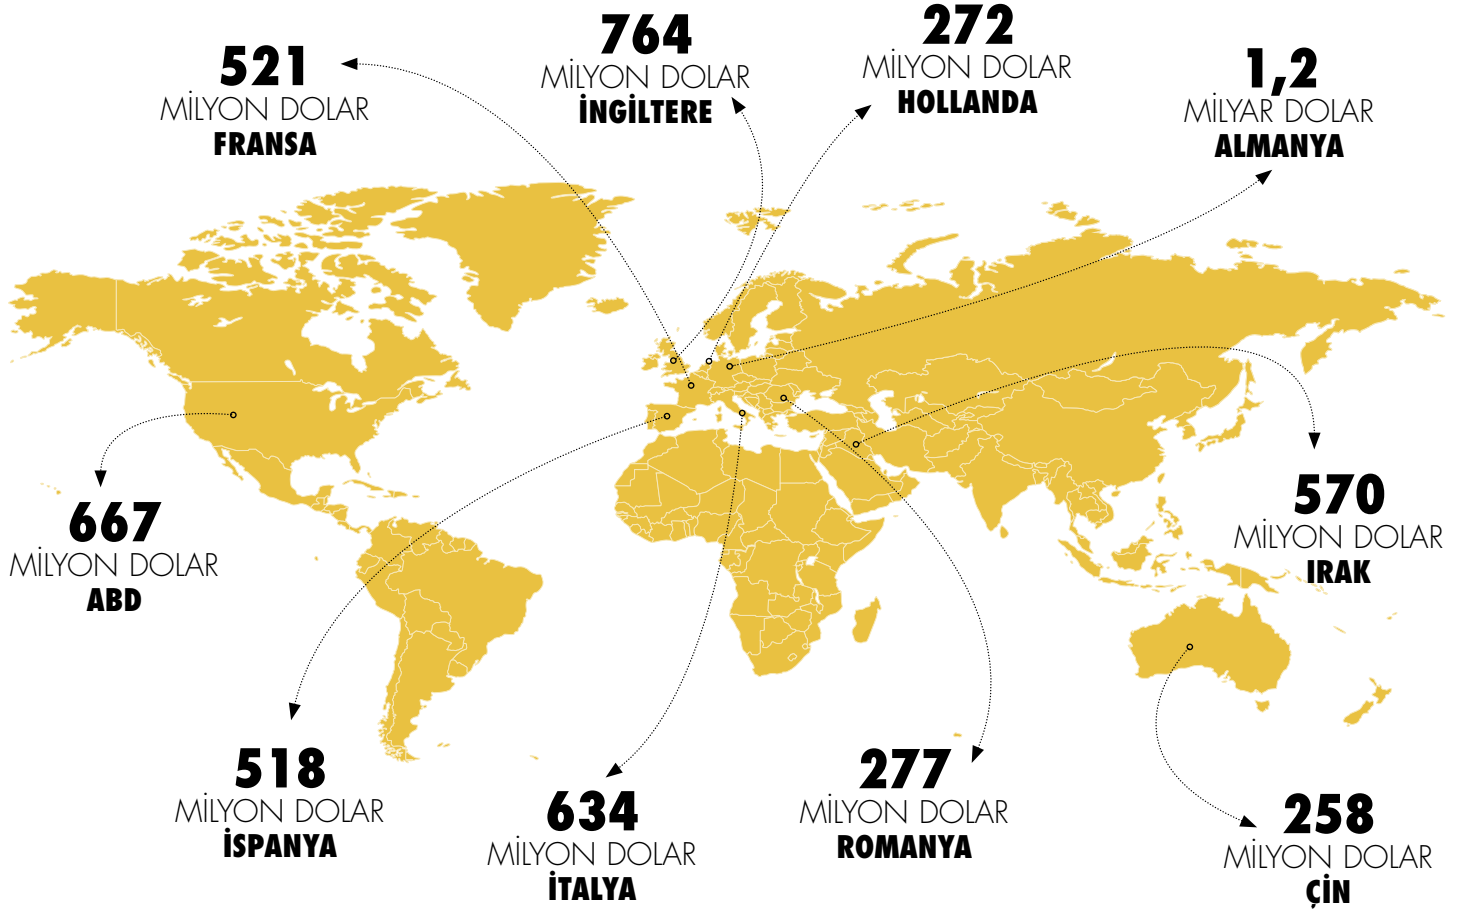 521
MİLYON DOLAR
FRANSA
764
MİLYON DOLAR
İNGİLTERE
272
MİLYON DOLAR
HOLLANDA
1,2
MİLYAR DOLAR
ALMANYA
667
MİLYON DOLAR
ABD
570
MİLYON DOLAR
IRAK
518
MİLYON DOLAR
İSPANYA
634
MİLYON DOLAR
İTALYA
277
MİLYON DOLAR
ROMANYA
258
MİLYON DOLAR
ÇİN